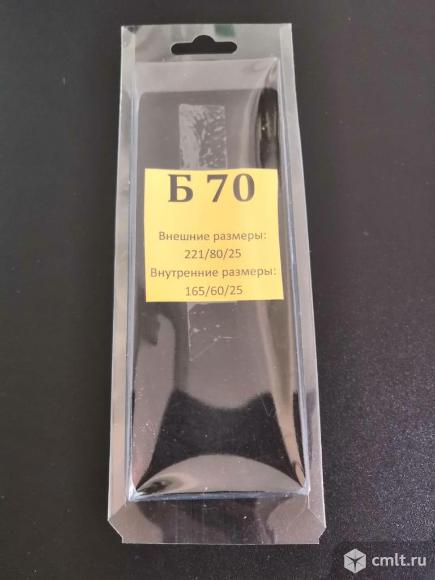 Б 70
Внешние размеры:
221/80/25
Внутренние размеры:
165/60/25
cmlt.ru